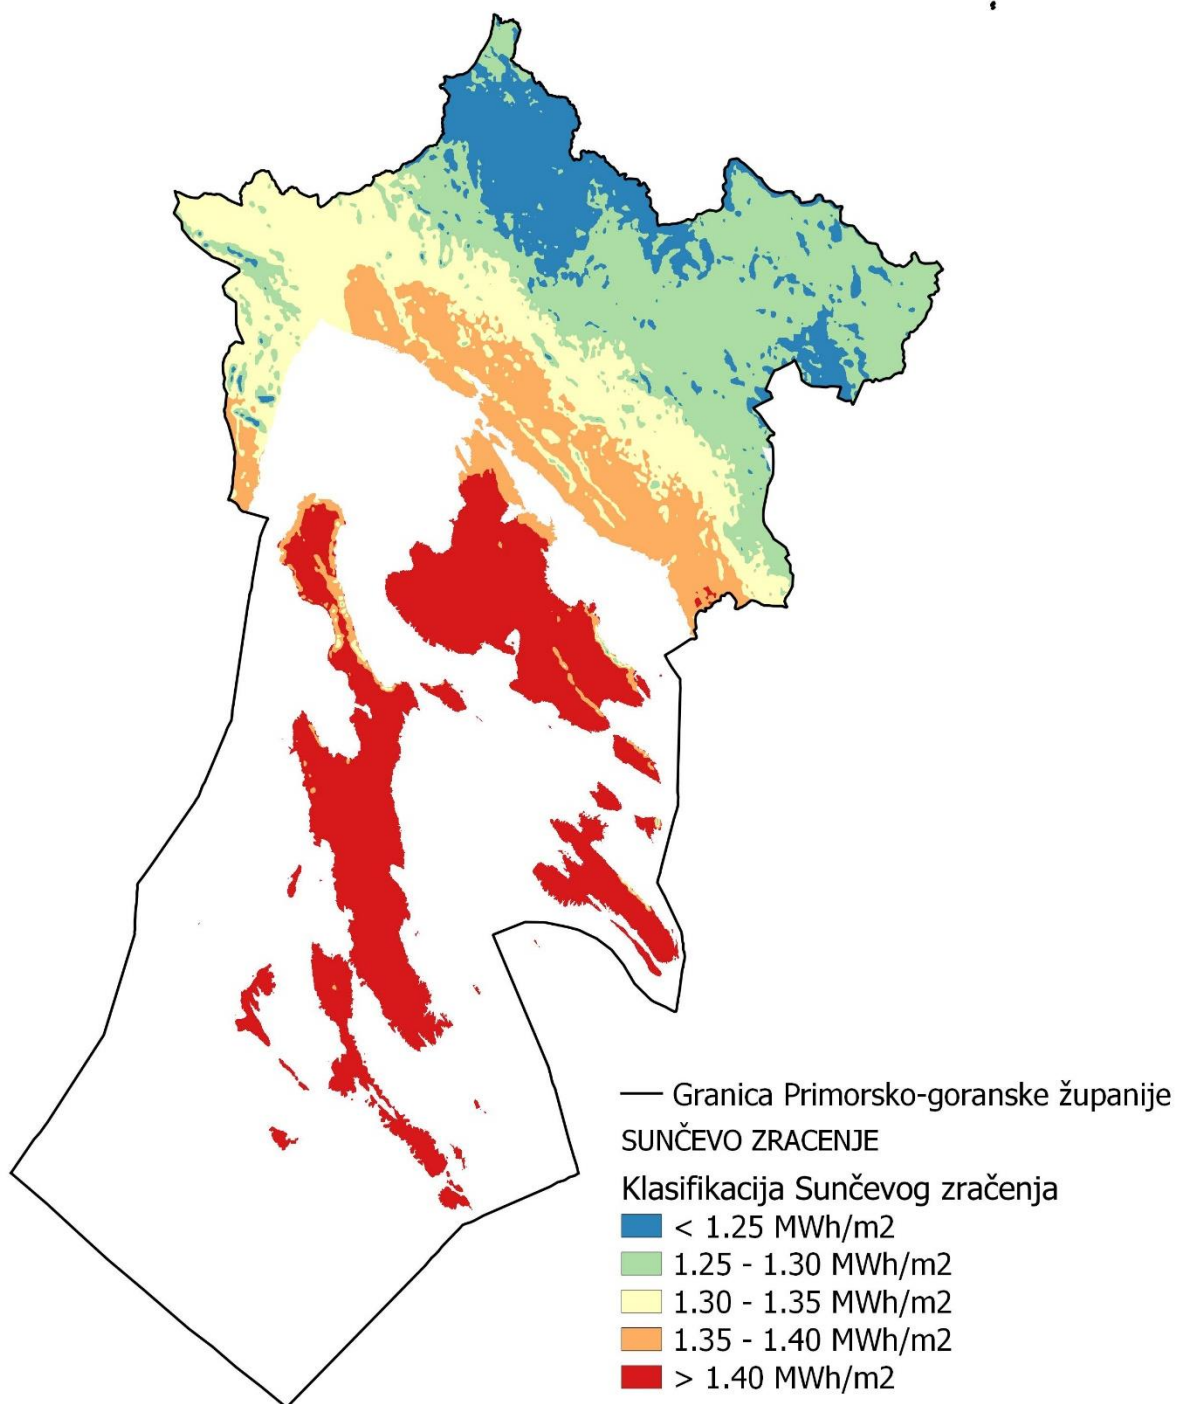 Granica Primorsko-goranske županije
SUNČEVO ZRACENJE
Klasifikacija Sunčevog zračenja
< 1.25 MWh/m2
1.25 - 1.30 MWh/m2
1.30 - 1.35 MWh/m2
1.35 - 1.40 MWh/m2
> 1.40 MWh/m2